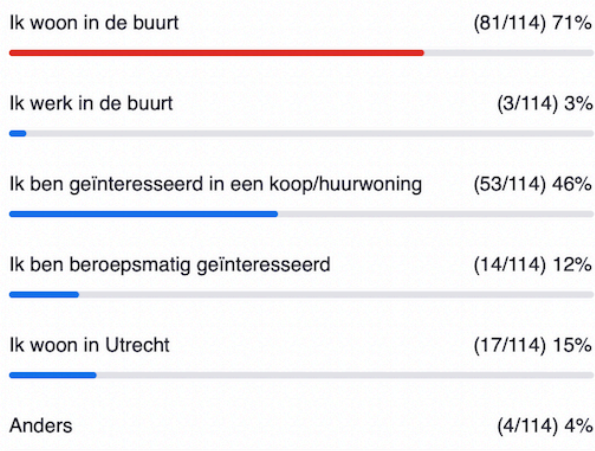 Ik woon in de buurt (81/114) 71%
Ik werk in de buurt (3/114) 3%
Ik ben geïnteresseerd in een koop/huurwoning (53/114) 46%
Ik ben beroepsmatig geïnteresseerd (14/114) 12%
Ik woon in Utrecht (17/114) 15%
Anders (4/114) 4%